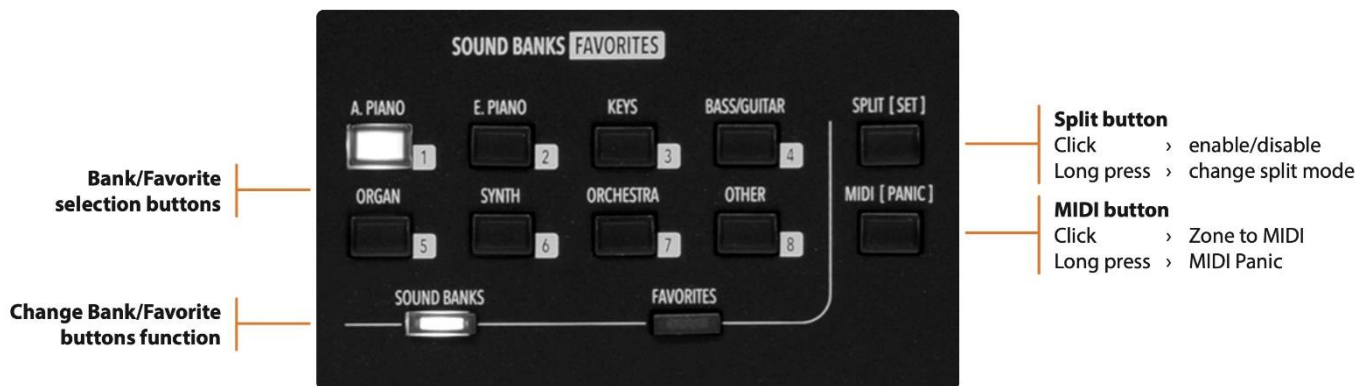 SOUND BANKS FAVORITES
A. PIANO E. PIANO KEYS BASS/GUITAR SPLIT [ SET ]
1 2 3 4
ORGAN SYNTH ORCHESTRA OTHER MIDI [ PANIC ]
5 6 7 8
SOUND BANKS FAVORITES
Bank/Favorite
selection buttons
Change Bank/Favorite
buttons function
Split button
Click › enable/disable
Long press › change split mode
MIDI button
Click › Zone to MIDI
Long press › MIDI Panic